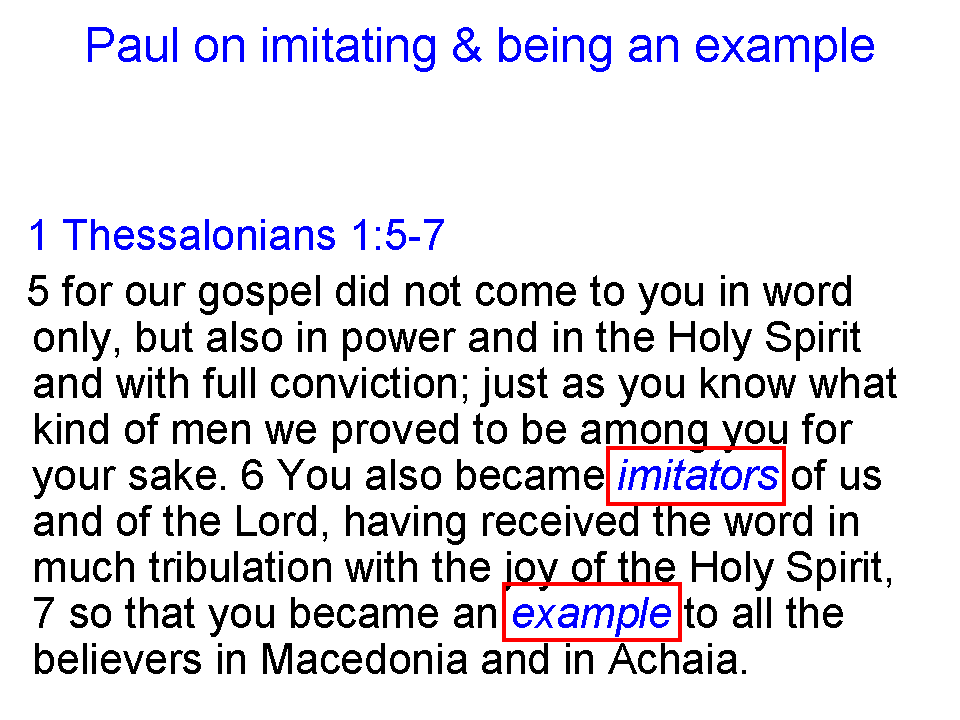 Paul on imitating & being an example
1 Thessalonians 1:5-7
5 for our gospel did not come to you in word
only, but also in power and in the Holy Spirit
and with full conviction; just as you know what
kind of men we proved to be among you for
your sake. 6 You also became imitators of us
and of the Lord, having received the word in
much tribulation with the joy of the Holy Spirit,
7 so that you became an example to all the
believers in Macedonia and in Achaia.